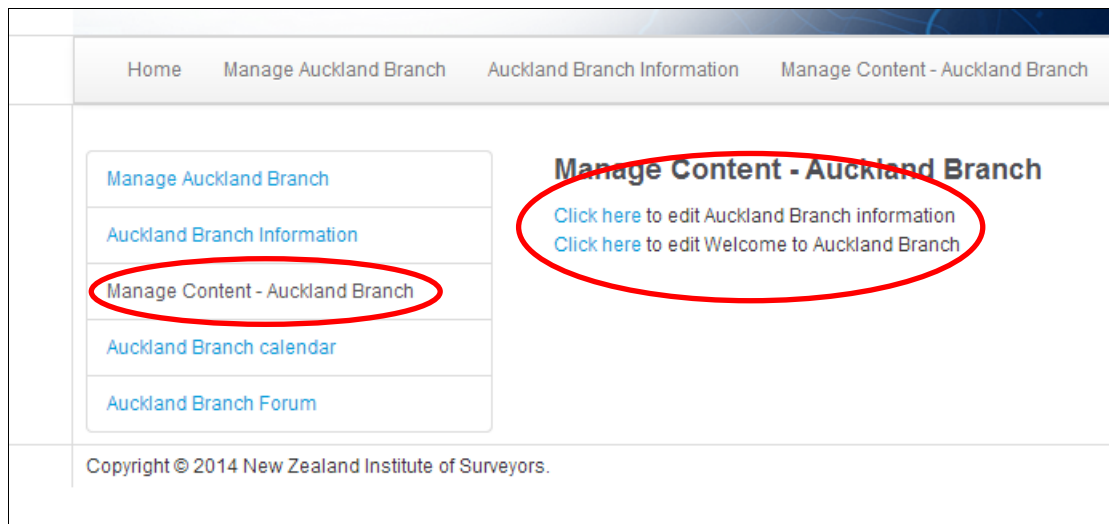 Home Manage Auckland Branch Auckland Branch Information Manage Content - Auckland Branch
Manage Auckland Branch
Auckland Branch Information
Manage Content - Auckland Branch
Auckland Branch calendar
Auckland Branch Forum
Manage Content - Auckland Branch
Click here to edit Auckland Branch information
Click here to edit Welcome to Auckland Branch
Copyright © 2014 New Zealand Institute of Surveyors.